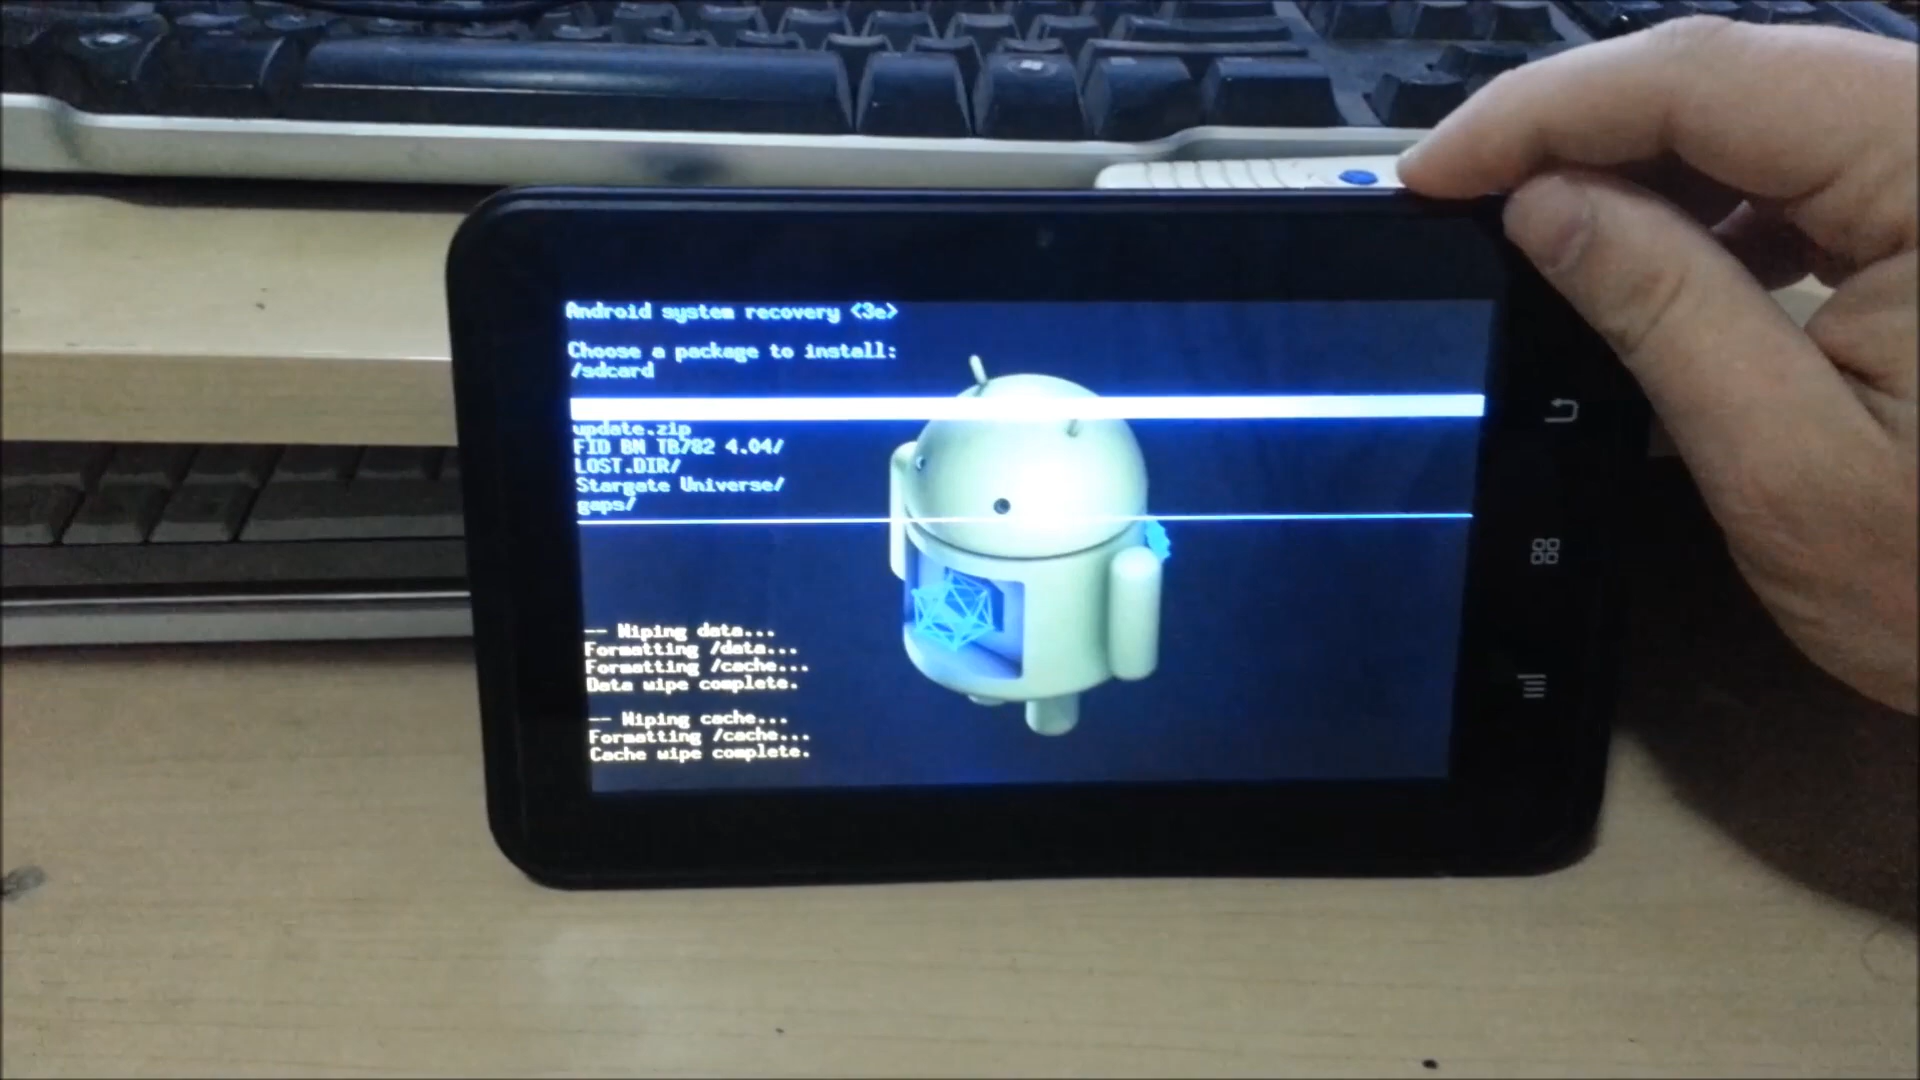 Android system recovery <3e>
Choose a package to install:
/sdcard
update.zip
FID BN TB782 4.04/
LOST.DIR/
Stargate Universe/
gaps/
-- Wiping data...
Formatting /data...
Formatting /cache...
Data wipe complete.
-- Wiping cache...
Formatting /cache...
Cache wipe complete.